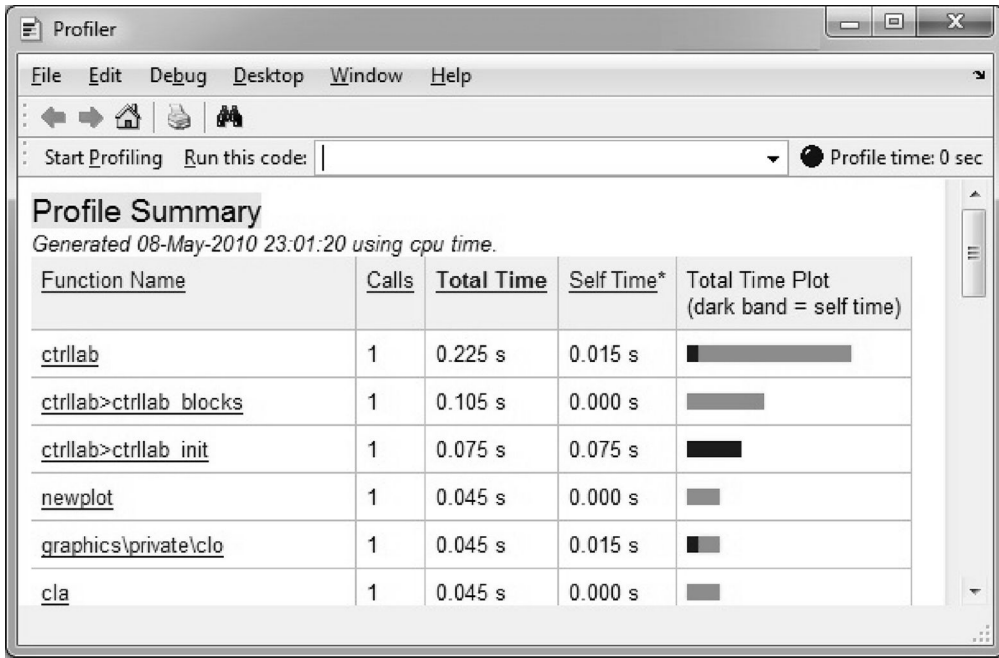 Profiler
File Edit Debug Desktop Window Help
Start Profiling Run this code: Profile time: 0 sec
Profile Summary
Generated 08-May-2010 23:01:20 using cpu time.
Function Name Calls Total Time Self Time* Total Time Plot
(dark band = self time)
ctrllab 1 0.225 s 0.015 s
ctrllab>ctrllab_blocks 1 0.105 s 0.000 s
ctrllab>ctrllab_init 1 0.075 s 0.075 s
newplot 1 0.045 s 0.000 s
graphics\private\clo 1 0.045 s 0.015 s
cla 1 0.045 s 0.000 s